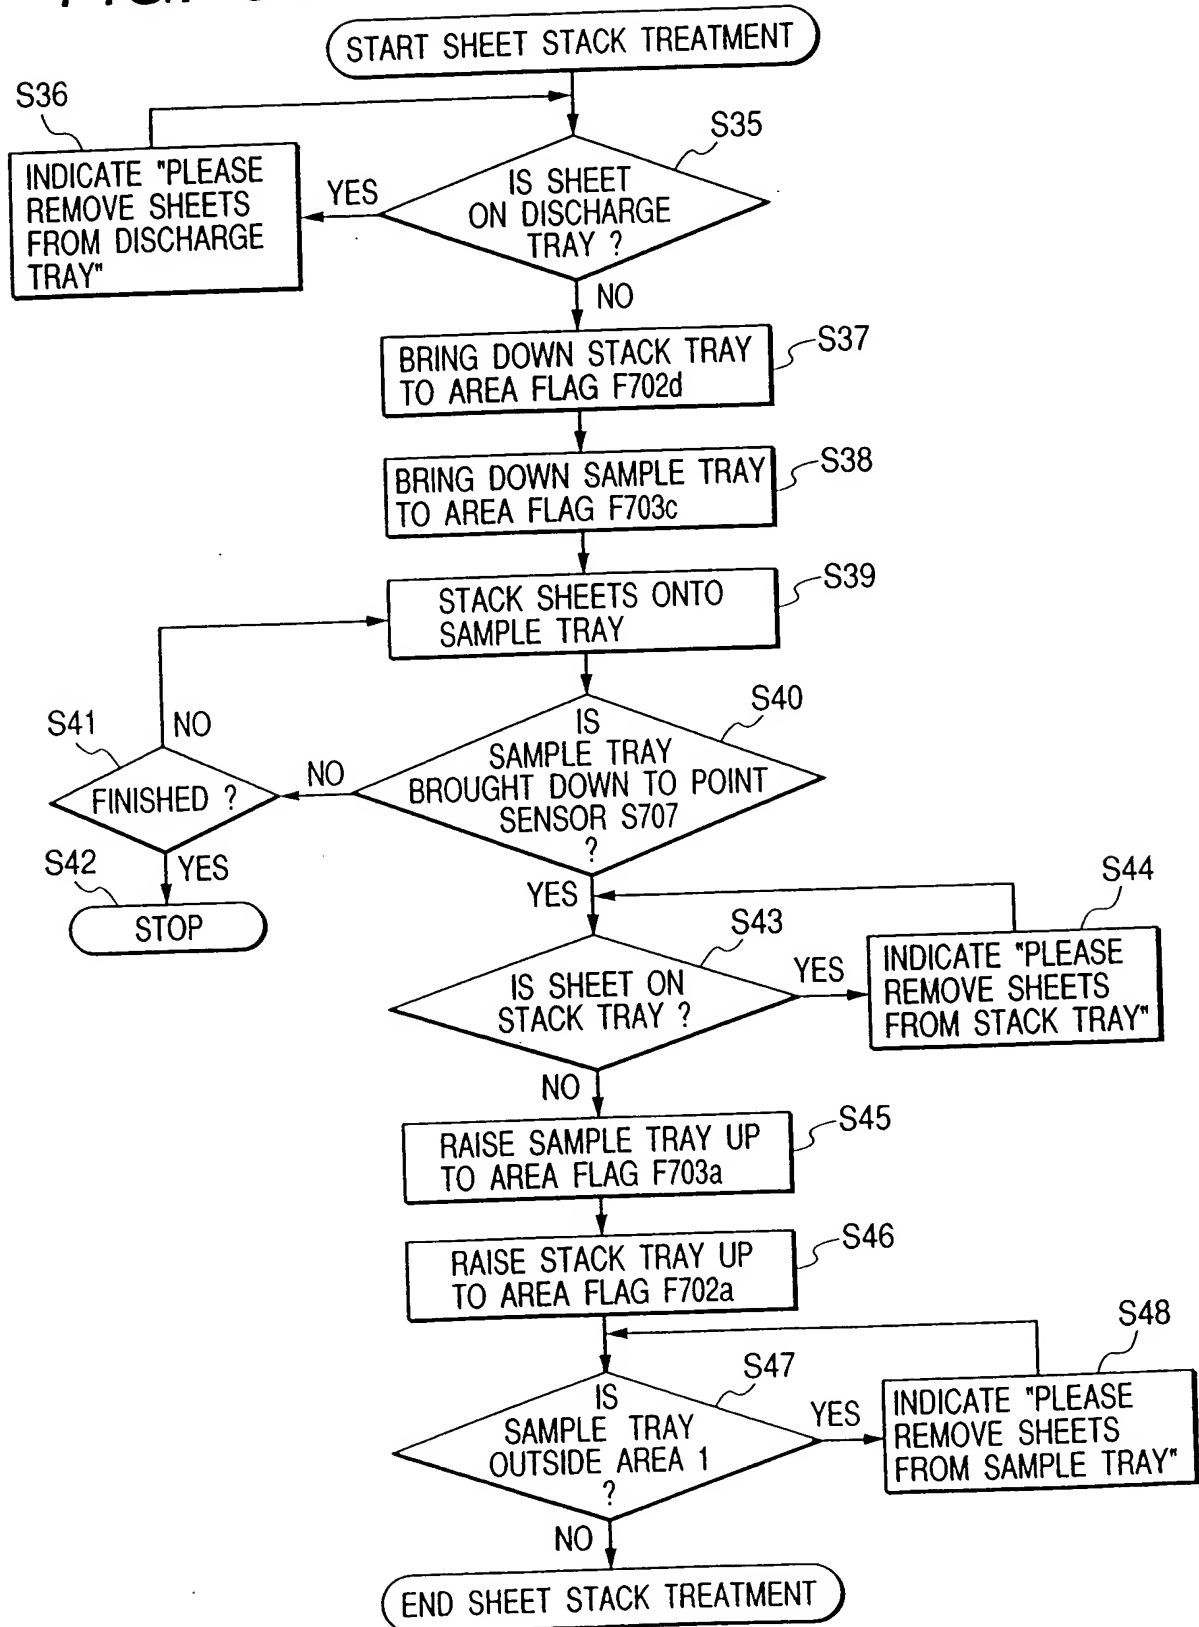 START SHEET STACK TREATMENT
S36
S35
INDICATE "PLEASE
REMOVE SHEETS
FROM DISCHARGE
TRAY"
YES
IS SHEET
ON DISCHARGE
TRAY ?
NO
BRING DOWN STACK TRAY
TO AREA FLAG F702d
S37
BRING DOWN SAMPLE TRAY
TO AREA FLAG F703c
S38
STACK SHEETS ONTO
SAMPLE TRAY
S39
S41
NO
S40
FINISHED ?
NO
IS
SAMPLE TRAY
BROUGHT DOWN TO POINT
SENSOR S707
?
S42
YES
STOP
YES
S44
S43
IS SHEET ON
STACK TRAY ?
YES
INDICATE "PLEASE
REMOVE SHEETS
FROM STACK TRAY"
NO
RAISE SAMPLE TRAY UP
TO AREA FLAG F703a
S45
RAISE STACK TRAY UP
TO AREA FLAG F702a
S46
S48
S47
IS
SAMPLE TRAY
OUTSIDE AREA 1
?
YES
INDICATE "PLEASE
REMOVE SHEETS
FROM SAMPLE TRAY"
NO
END SHEET STACK TREATMENT